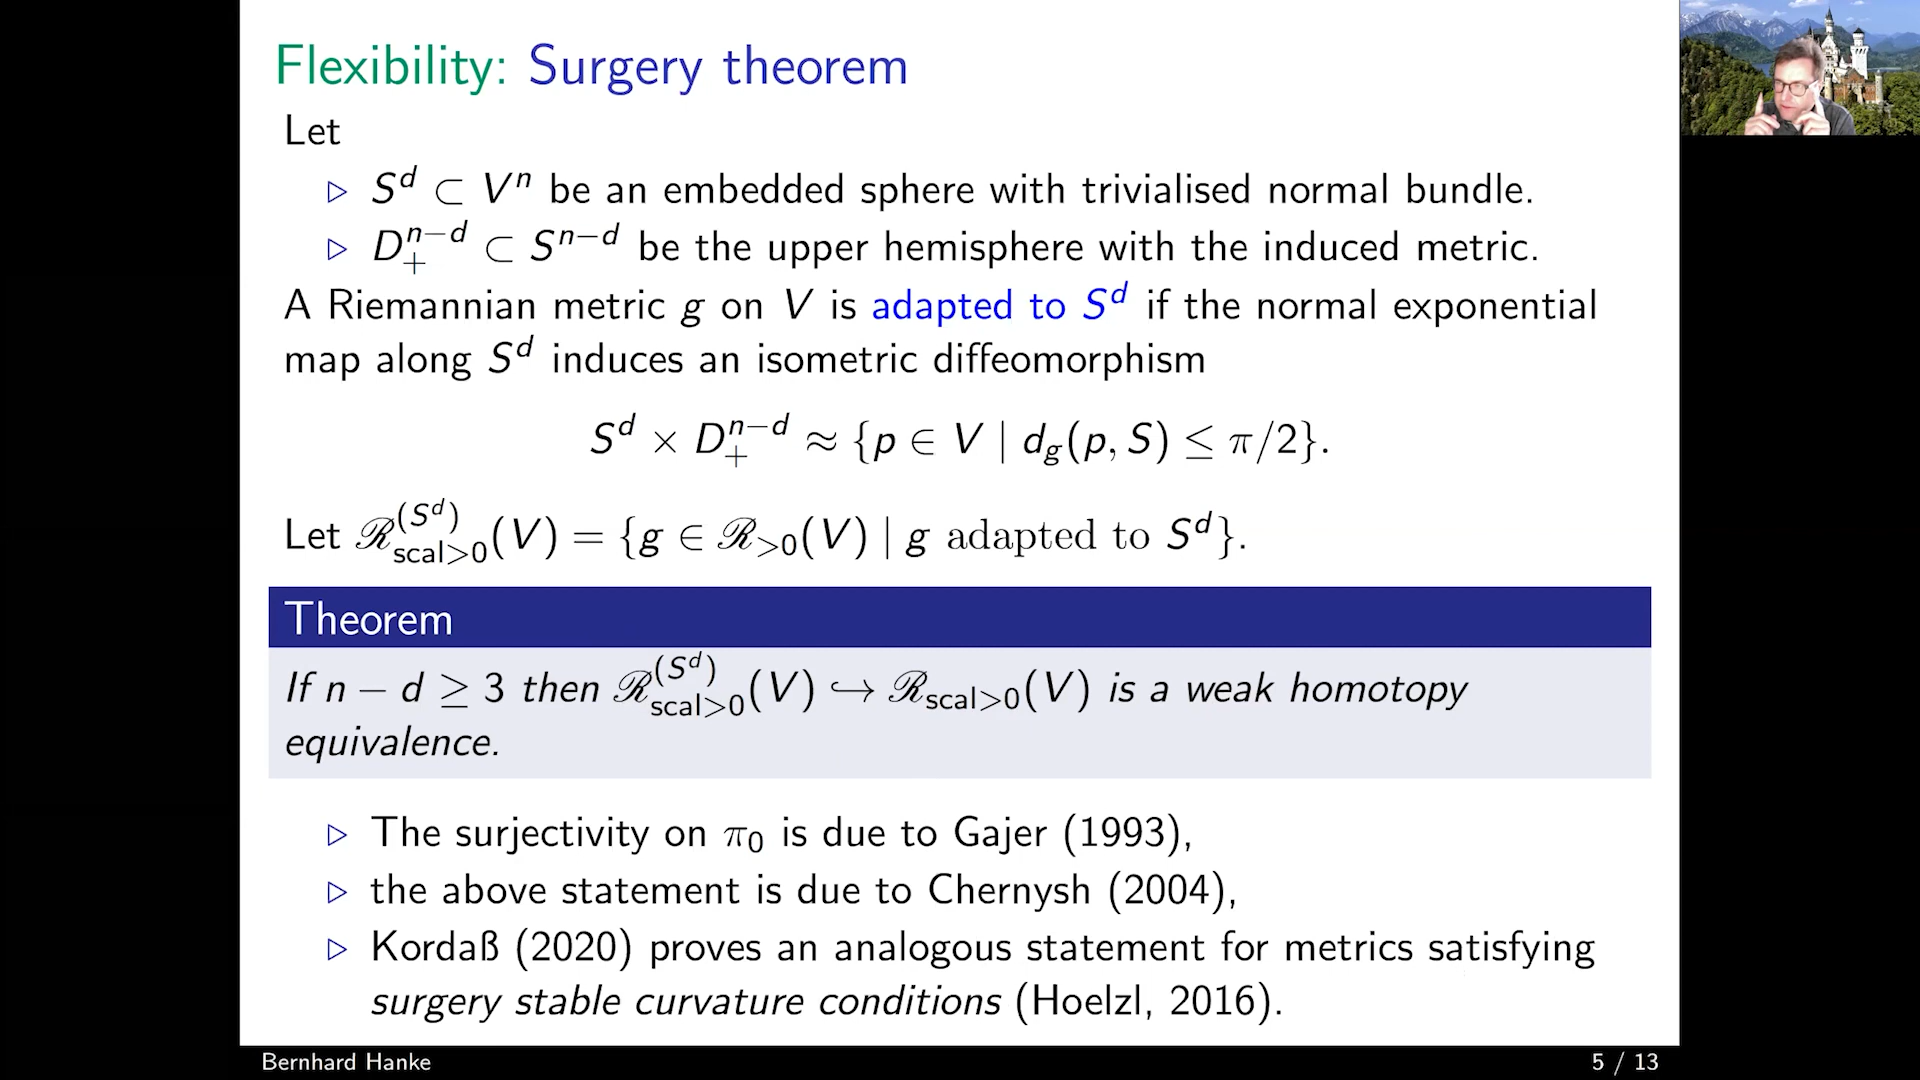 Flexibility: Surgery theorem
Let
▷ S^d ⊂ V^n be an embedded sphere with trivialised normal bundle.
▷ D_+^{n−d} ⊂ S^{n−d} be the upper hemisphere with the induced metric.
A Riemannian metric g on V is adapted to S^d if the normal exponential
map along S^d induces an isometric diffeomorphism
S^d × D_+^{n−d} ≈ {p ∈ V | d_g(p, S) ≤ π/2}.
Let ℛ_{scal>0}^{(S^d)}(V) = {g ∈ ℛ_{>0}(V) | g adapted to S^d}.
Theorem
If n − d ≥ 3 then ℛ_{scal>0}^{(S^d)}(V) ↪ ℛ_{scal>0}(V) is a weak homotopy
equivalence.
▷ The surjectivity on π_0 is due to Gajer (1993),
▷ the above statement is due to Chernysh (2004),
▷ Kordaß (2020) proves an analogous statement for metrics satisfying
surgery stable curvature conditions (Hoelzl, 2016).
Bernhard Hanke
5 / 13